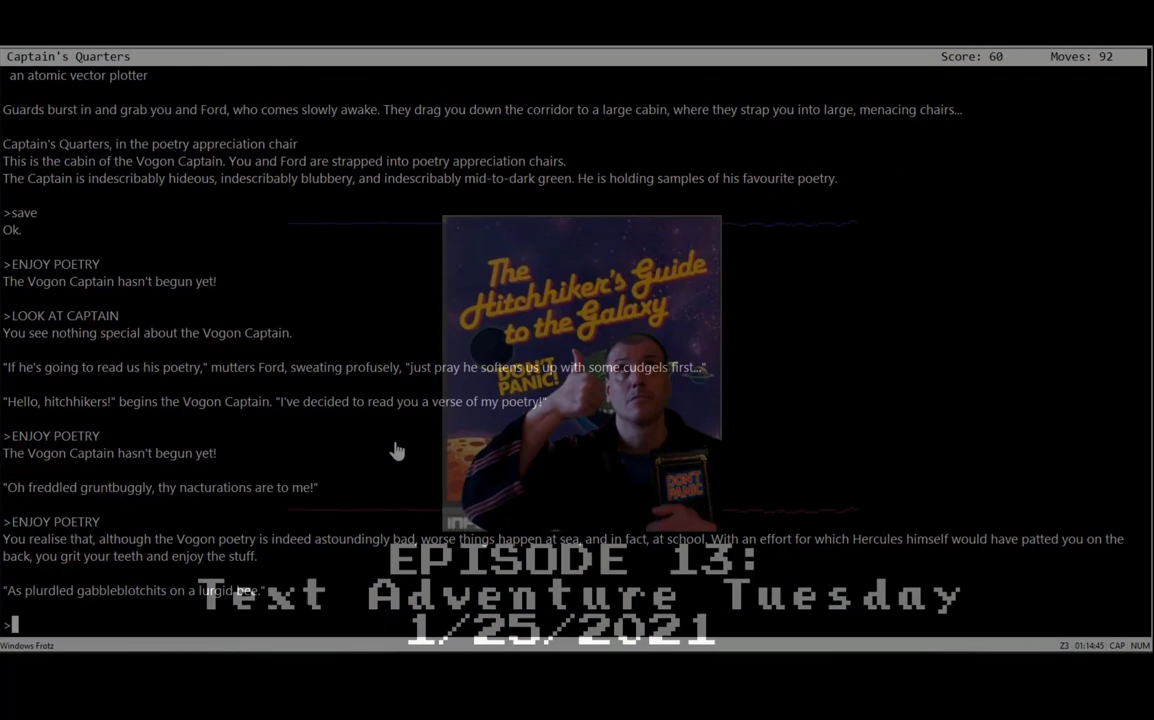 Captain's Quarters Score: 60 Moves: 92
an atomic vector plotter
Guards burst in and grab you and Ford, who comes slowly awake. They drag you down the corridor to a large cabin, where they strap you into large, menacing chairs...
Captain's Quarters, in the poetry appreciation chair
This is the cabin of the Vogon Captain. You and Ford are strapped into poetry appreciation chairs.
The Captain is indescribably hideous, indescribably blubbery, and indescribably mid-to-dark green. He is holding samples of his favourite poetry.
>save
Ok.
>ENJOY POETRY
The Vogon Captain hasn't begun yet!
>LOOK AT CAPTAIN
You see nothing special about the Vogon Captain.
"If he's going to read us his poetry," mutters Ford, sweating profusely, "just pray he softens us up with some cudgels first..."
"Hello, hitchhikers!" begins the Vogon Captain. "I've decided to read you a verse of my poetry!"
>ENJOY POETRY
The Vogon Captain hasn't begun yet!
"Oh freddled gruntbuggly, thy nacturations are to me!"
>ENJOY POETRY
You realise that, although the Vogon poetry is indeed astoundingly bad, worse things happen at sea, and in fact, at school. With an effort for which Hercules himself would have patted you on the
back, you grit your teeth and enjoy the stuff.
"As plurdled gabbleblotchits on a lurgid bee."
>
The
Hitchhiker's Guide
to the Galaxy
DON'T
PANIC!
DON'T
PANIC
EPISODE 13:
Text Adventure Tuesday
1/25/2021
Windows Frotz Z3 01:14:45 CAP NUM